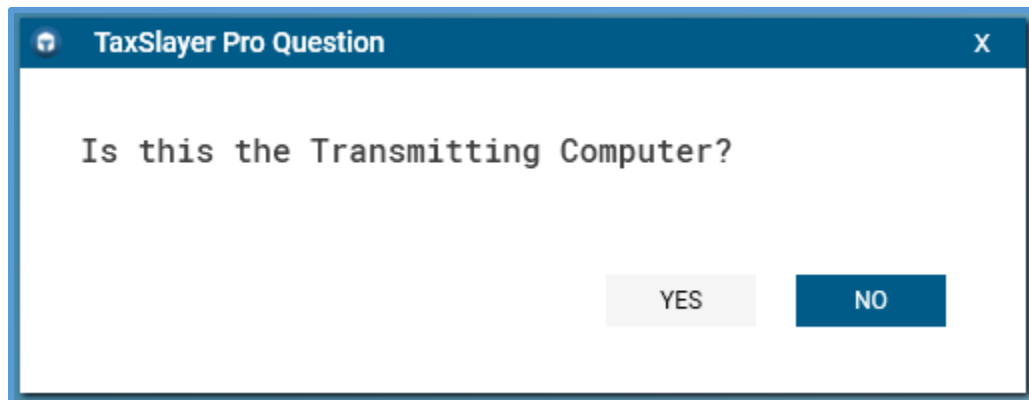 TaxSlayer Pro Question X
Is this the Transmitting Computer?
YES NO